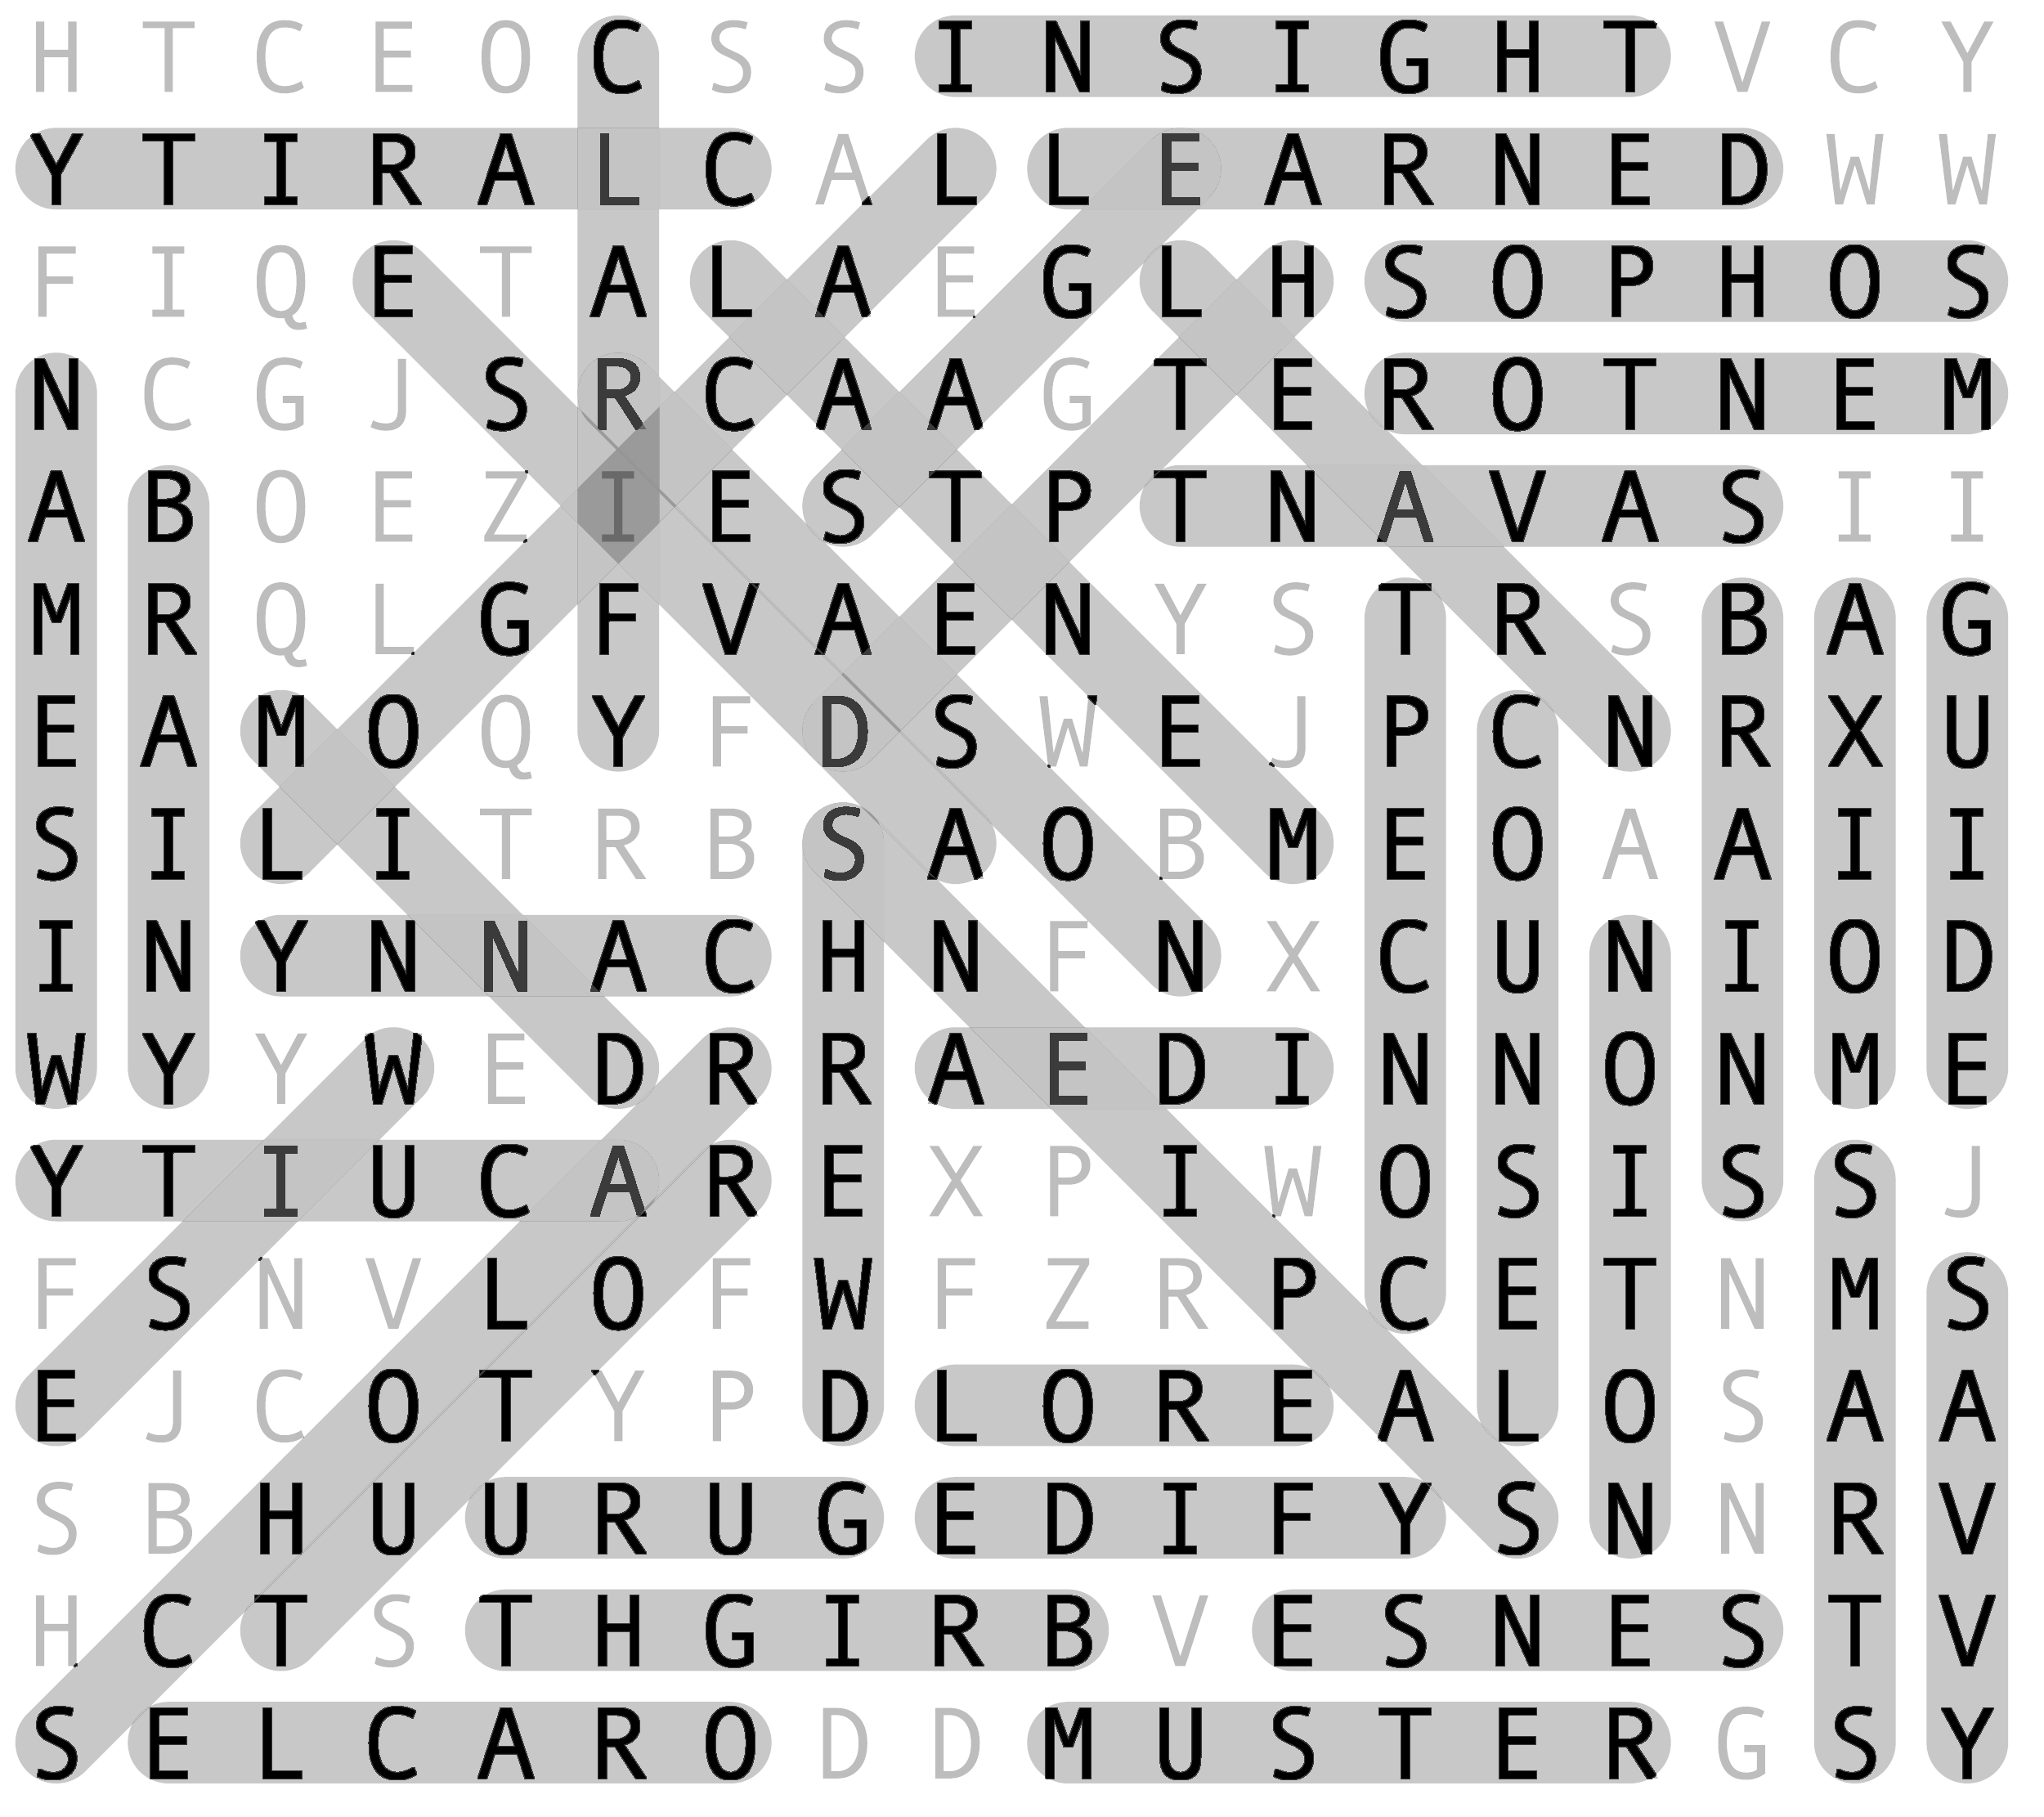 H T C E O C S S I N S I G H T V C Y
Y T I R A L C A L L E A R N E D W W
F I Q E T A L A E G L H S O P H O S
N C G J S R C A A G T E R O T N E M
A B O E Z I E S T P T N A V A S I I
M R Q L G F V A E N Y S T R S B A G
E A M O Q Y F D S W E J P C N R X U
S I L I T R B S A O B M E O A A I I
I N Y N N A C H N F N X C U N I O D
W Y Y W E D R R A E D I N N O N M E
Y T I U C A R E X P I W O S I S S J
F S N V L O F W F Z R P C E T N M S
E J C O T Y P D L O R E A L O S A A
S B H U U R U G E D I F Y S N N R V
H C T S T H G I R B V E S N E S T V
S E L C A R O D D M U S T E R G S Y